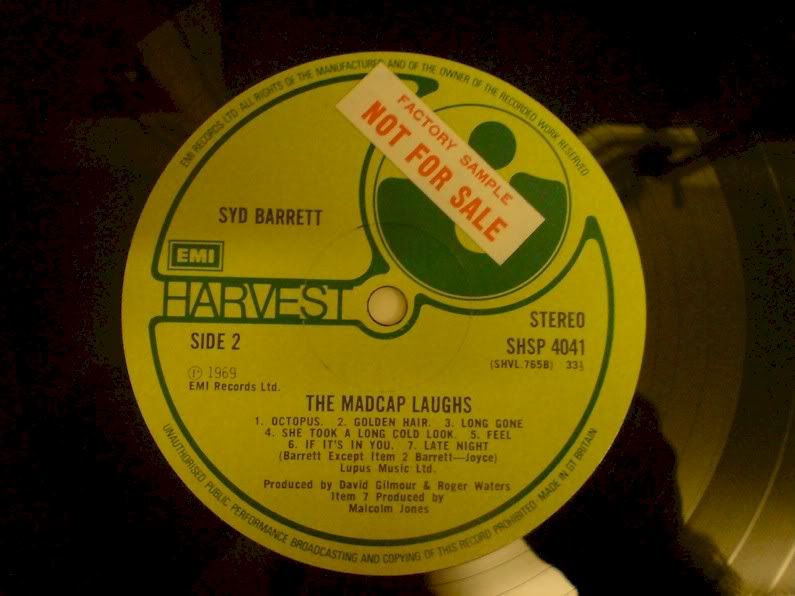 EMI RECORDS LTD ALL RIGHTS OF THE MANUFACTURER AND OF THE OWNER OF THE RECORDED WORK RESERVED
FACTORY SAMPLE
NOT FOR SALE
SYD BARRETT
EMI
HARVEST
SIDE 2
STEREO
SHSP 4041
(SHVL.765B) 33⅓
Ⓟ 1969
EMI Records Ltd.
THE MADCAP LAUGHS
1. OCTOPUS. 2. GOLDEN HAIR. 3. LONG GONE
4. SHE TOOK A LONG COLD LOOK. 5. FEEL
6. IF IT'S IN YOU. 7. LATE NIGHT
(Barrett Except Item 2 Barrett—Joyce)
Lupus Music Ltd.
Produced by David Gilmour & Roger Waters
Item 7 Produced by
Malcolm Jones
UNAUTHORISED PUBLIC PERFORMANCE BROADCASTING AND COPYING OF THIS RECORD PROHIBITED. MADE IN GT BRITAIN